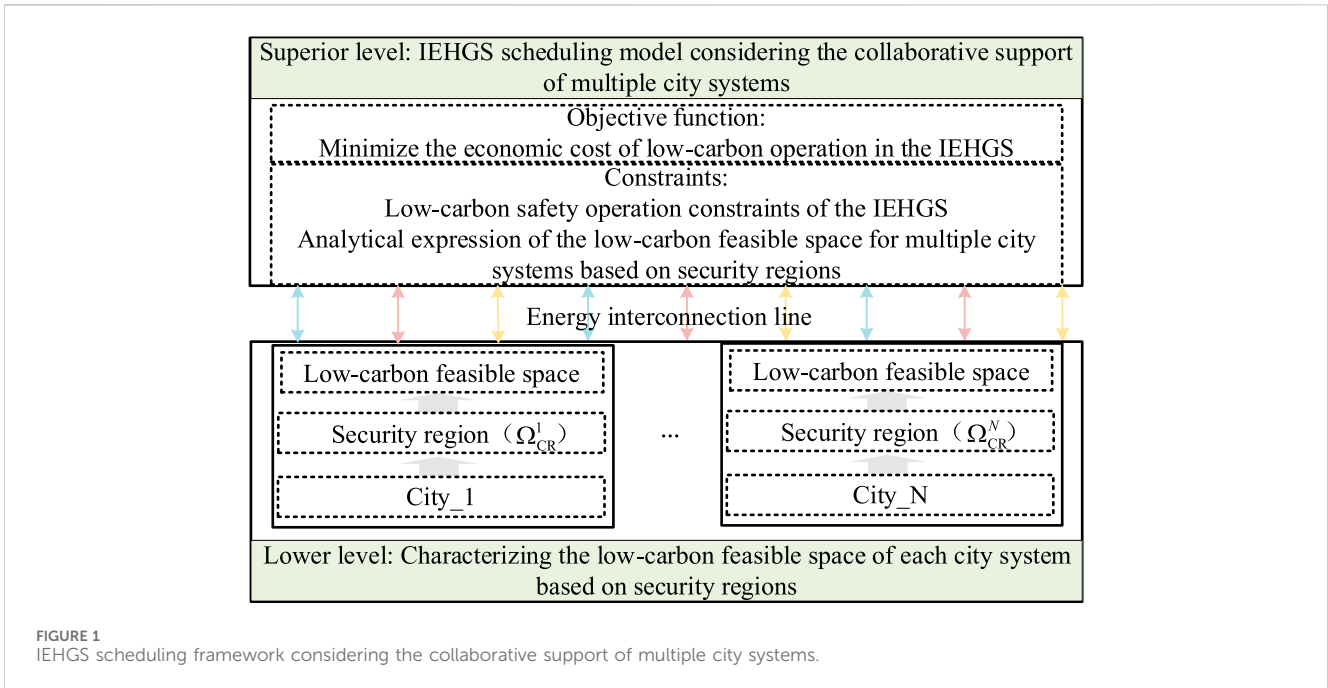 Superior level: IEHGS scheduling model considering the collaborative support
of multiple city systems
Objective function:
Minimize the economic cost of low-carbon operation in the IEHGS
Constraints:
Low-carbon safety operation constraints of the IEHGS
Analytical expression of the low-carbon feasible space for multiple city
systems based on security regions
Energy interconnection line
Low-carbon feasible space
Security region（Ω¹_CR）
City_1
...
Low-carbon feasible space
Security region（Ω^N_CR）
City_N
Lower level: Characterizing the low-carbon feasible space of each city system
based on security regions
FIGURE 1
IEHGS scheduling framework considering the collaborative support of multiple city systems.